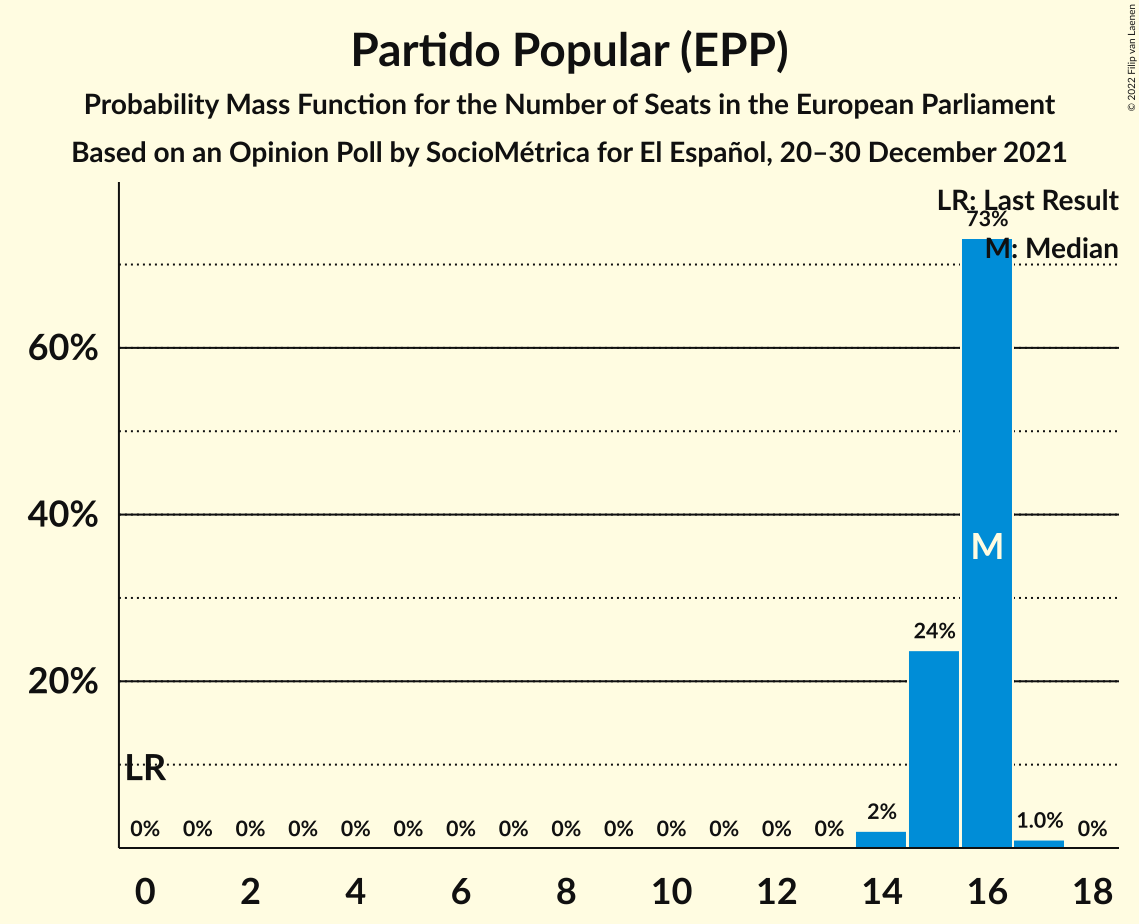 Partido Popular (EPP)
Probability Mass Function for the Number of Seats in the European Parliament
Based on an Opinion Poll by SocioMétrica for El Español, 20–30 December 2021
© 2022 Filip van Laenen
LR: Last Result
73%
M: Median
60%
40%
M
24%
20%
LR
0% 0% 0% 0% 0% 0% 0% 0% 0% 0% 0% 0% 0% 0% 2% 1.0% 0%
0 2 4 6 8 10 12 14 16 18